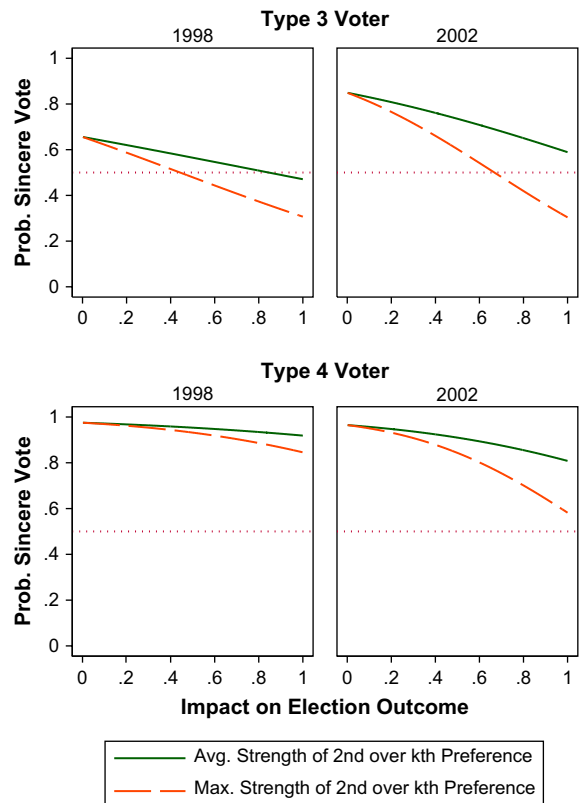 Type 3 Voter
1998 2002
Prob. Sincere Vote
1
.8
.6
.4
.2
0
0 .2 .4 .6 .8 1 0 .2 .4 .6 .8 1
Type 4 Voter
1998 2002
Prob. Sincere Vote
1
.8
.6
.4
.2
0
0 .2 .4 .6 .8 1 0 .2 .4 .6 .8 1
Impact on Election Outcome
Avg. Strength of 2nd over kth Preference
Max. Strength of 2nd over kth Preference